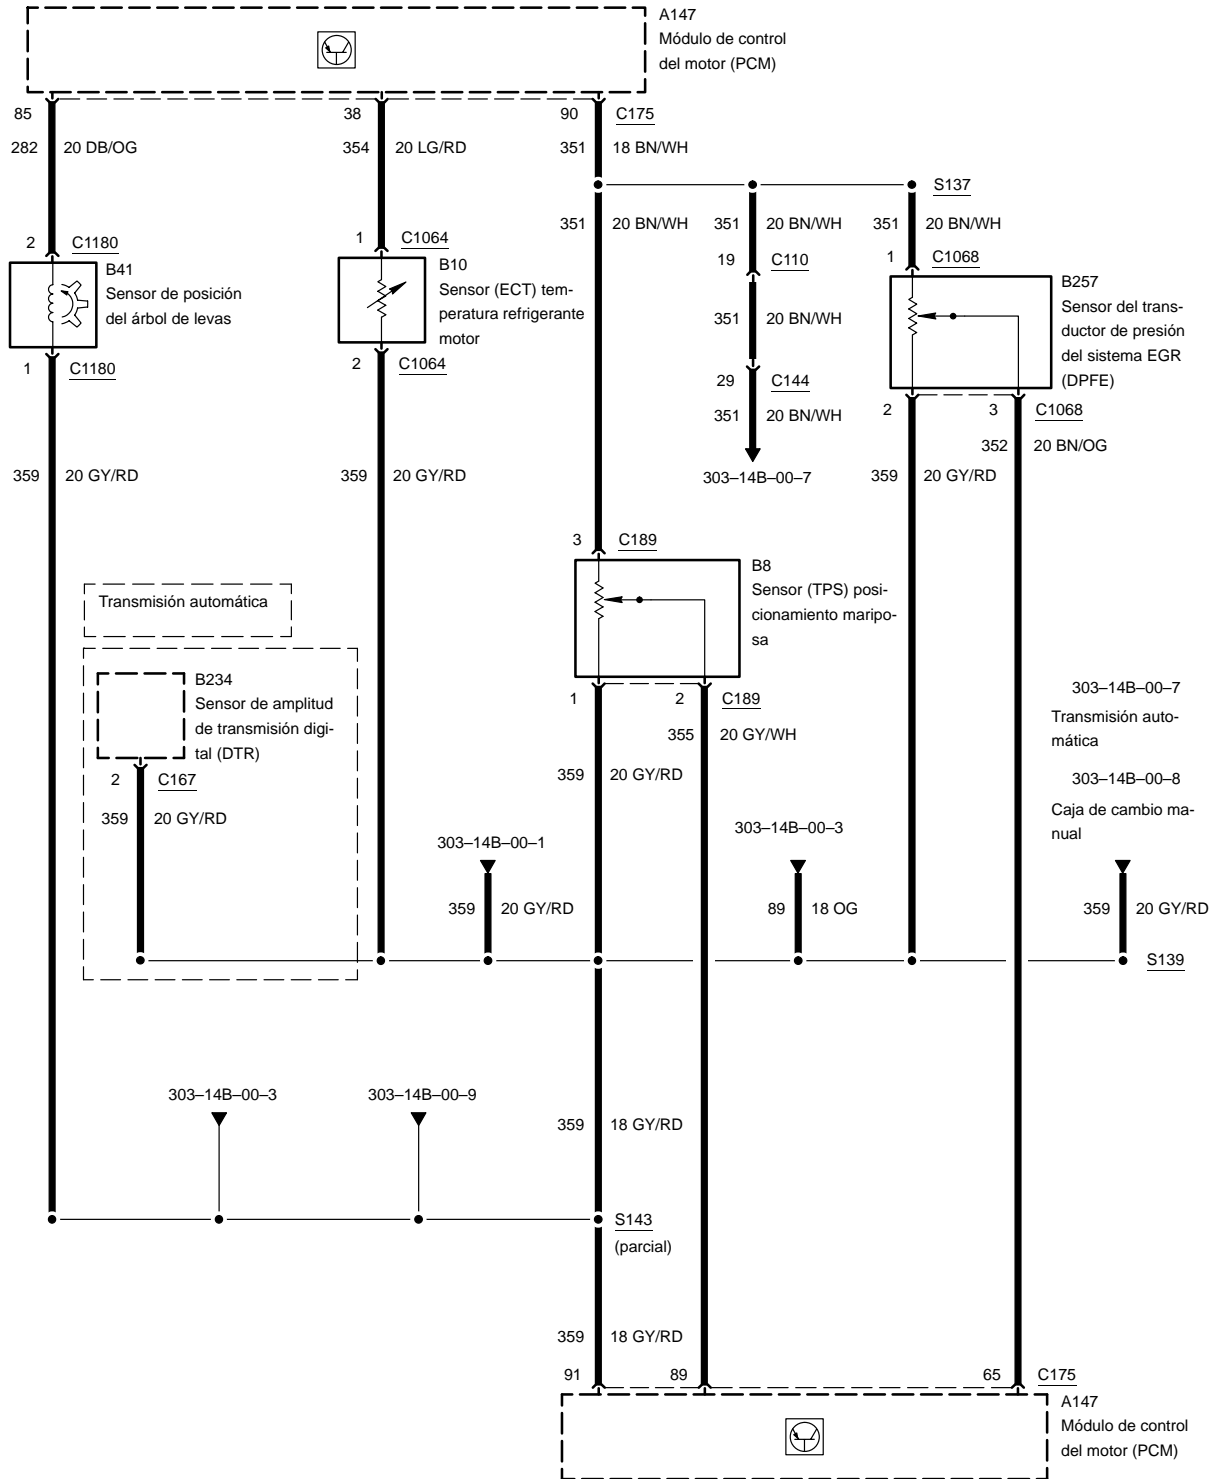 A147
Módulo de control
del motor (PCM)
85
38
90
C175
282
20 DB/OG
354
20 LG/RD
351
18 BN/WH
S137
351
20 BN/WH
351
20 BN/WH
351
20 BN/WH
2
C1180
1
C1064
19
C110
1
C1068
B41
Sensor de posición
del árbol de levas
B10
Sensor (ECT) tem-
peratura refrigerante
motor
B257
Sensor del trans-
ductor de presión
del sistema EGR
(DPFE)
351
20 BN/WH
1
C1180
2
C1064
29
C144
351
20 BN/WH
2
3
C1068
352
20 BN/OG
359
20 GY/RD
359
20 GY/RD
303–14B–00–7
359
20 GY/RD
3
C189
B8
Sensor (TPS) posi-
cionamiento maripo-
sa
Transmisión automática
B234
Sensor de amplitud
de transmisión digi-
tal (DTR)
1
2
C189
355
20 GY/WH
303–14B–00–7
Transmisión auto-
mática
2
C167
359
20 GY/RD
303–14B–00–8
Caja de cambio ma-
nual
359
20 GY/RD
303–14B–00–1
303–14B–00–3
359
20 GY/RD
89
18 OG
359
20 GY/RD
S139
303–14B–00–3
303–14B–00–9
359
18 GY/RD
S143
(parcial)
359
18 GY/RD
91
89
65
C175
A147
Módulo de control
del motor (PCM)